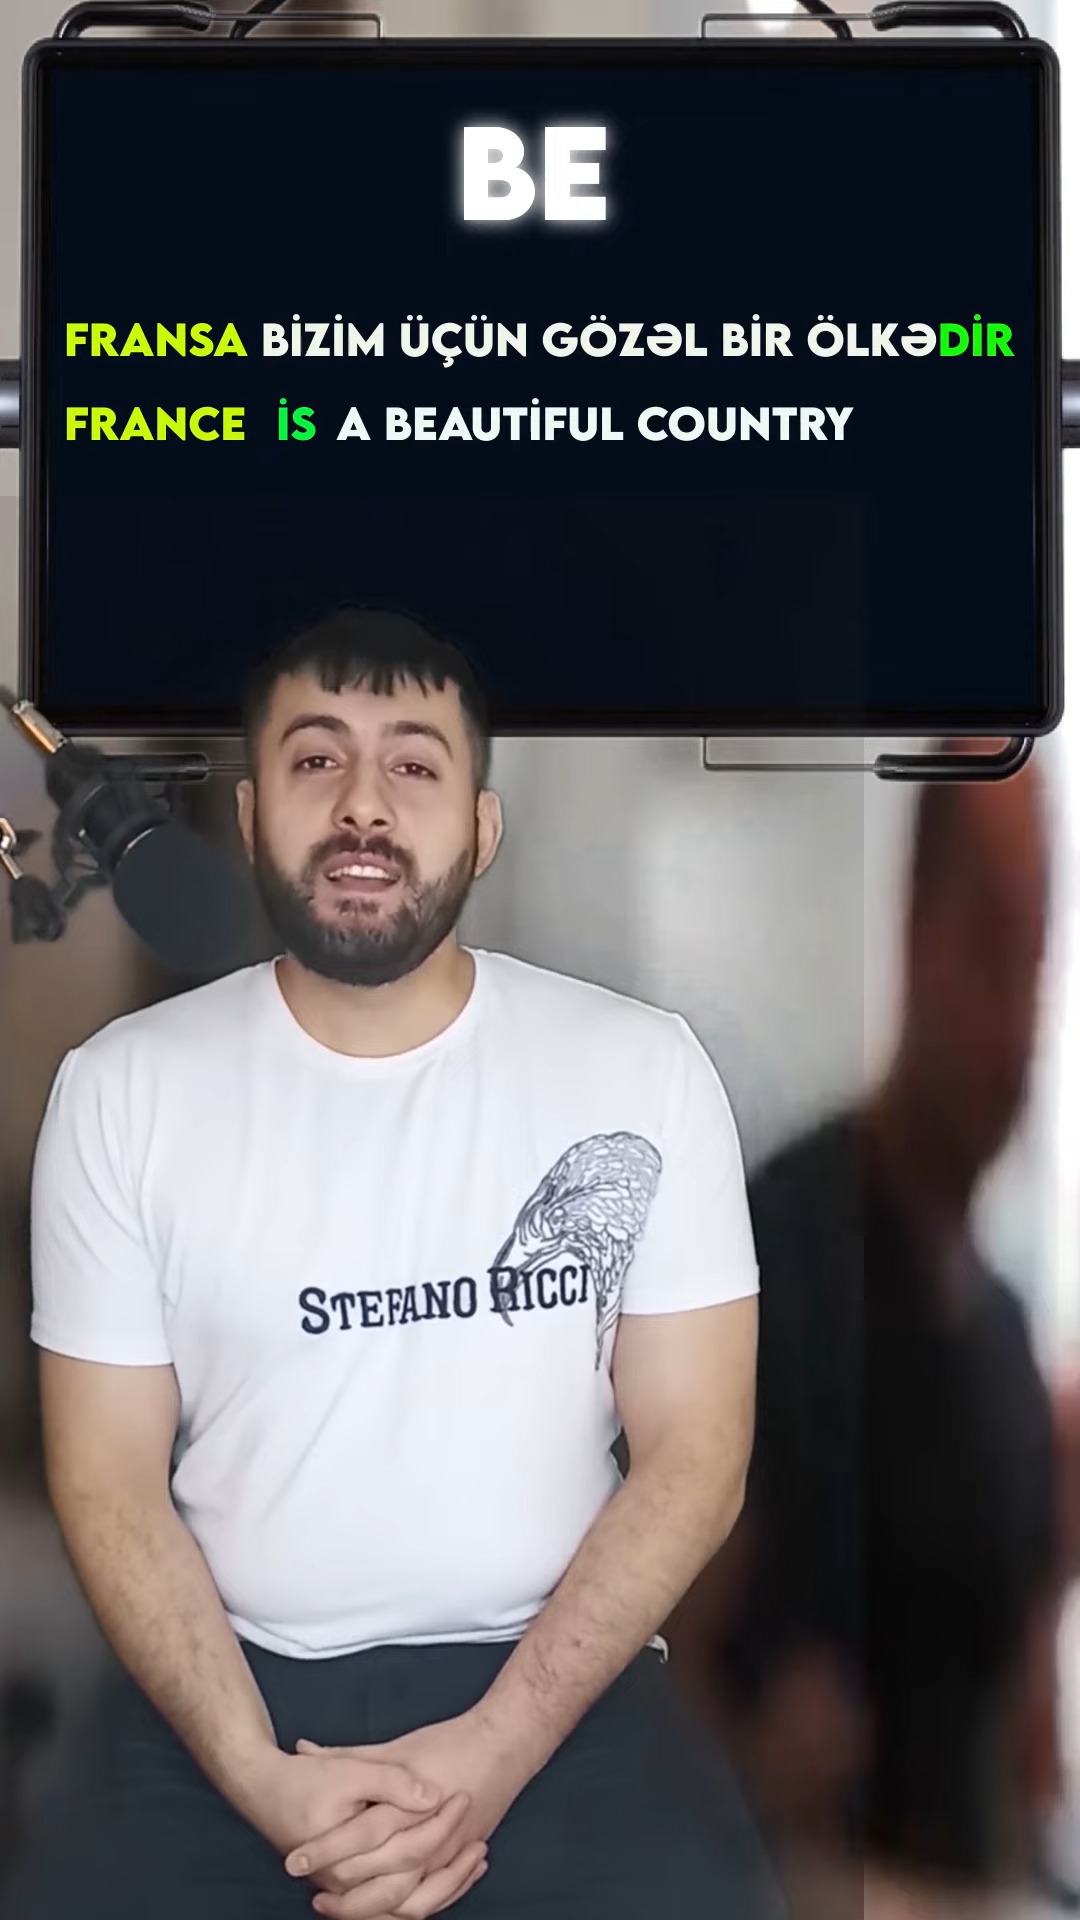 BE
FRANSA BİZİM ÜÇÜN GÖZƏL BİR ÖLKƏDİR
FRANCE İS A BEAUTİFUL COUNTRY
STEFANO RICCI